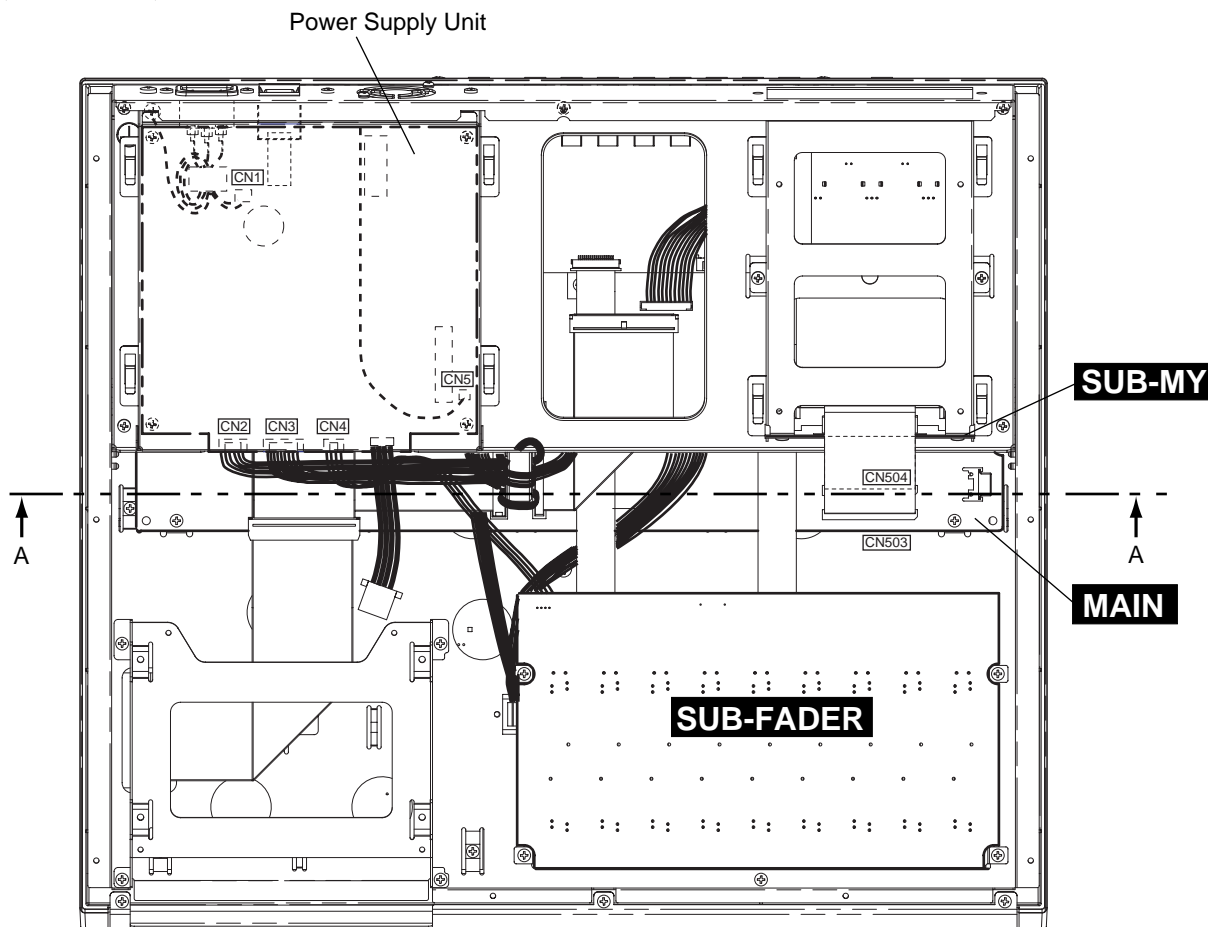 Power Supply Unit
CN1
CN5
SUB-MY
CN2 CN3 CN4
CN504
A A
CN503
MAIN
SUB-FADER